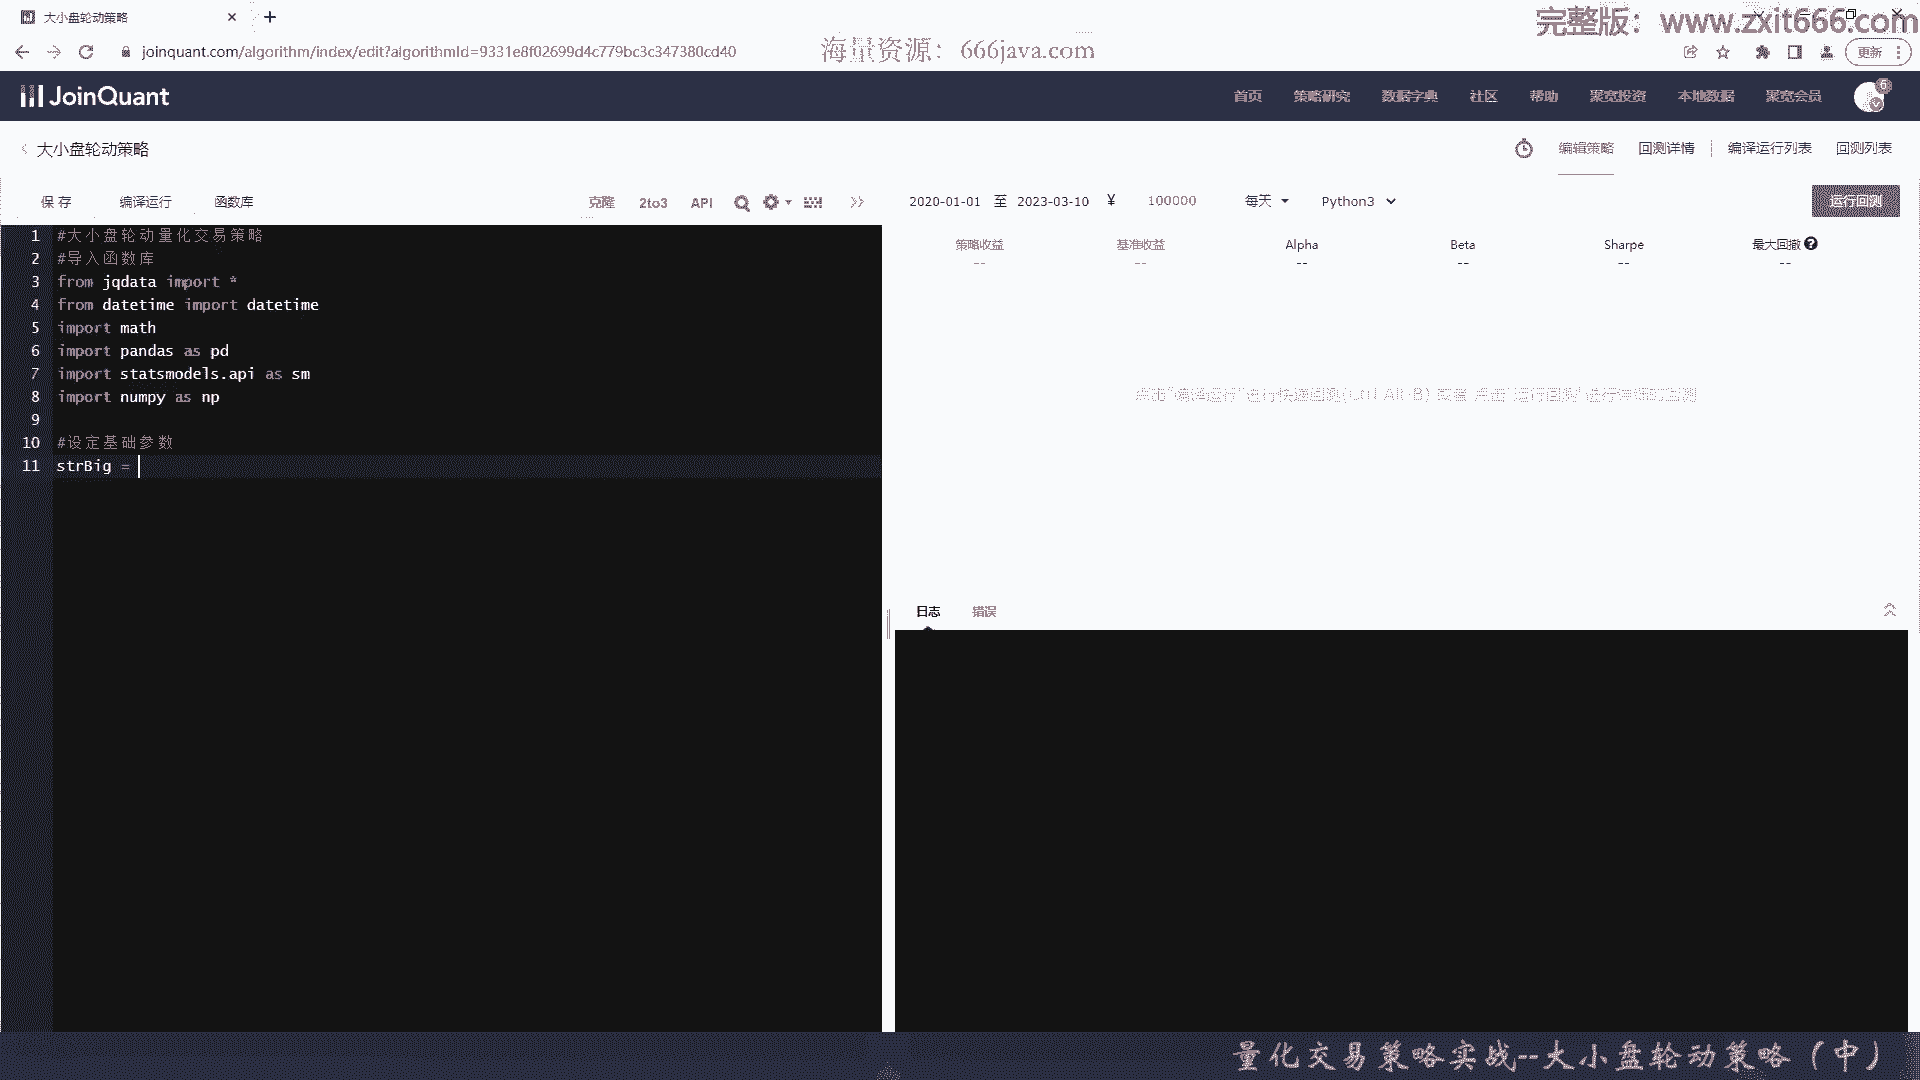 大小盘轮动策略
完整版：www.zxit666.com
joinquant.com/algorithm/index/edit?algorithmId=9331e8f02699d4c779bc3c347380cd40
海量资源：666java.com
更新
JoinQuant
首页 策略研究 数据字典 社区 帮助 聚宽投资 本地数据 聚宽会员
6
大小盘轮动策略
编辑策略 回测详情 编译运行列表 回测列表
保存 编译运行 函数库 克隆 2to3 API
2020-01-01 至 2023-03-10 ¥ 100000 每天 Python3 运行回测
策略收益 基准收益 Alpha Beta Sharpe 最大回撤
-- -- -- -- -- --
1 #大小盘轮动量化交易策略
2 #导入函数库
3 from jqdata import *
4 from datetime import datetime
5 import math
6 import pandas as pd
7 import statsmodels.api as sm
8 import numpy as np
9
10 #设定基础参数
11 strBig =
点击"编译运行"进行快速回测(Ctrl Alt+B) 或者 点击"运行回测"进行详细的回测
日志 错误
量化交易策略实战--大小盘轮动策略（中）